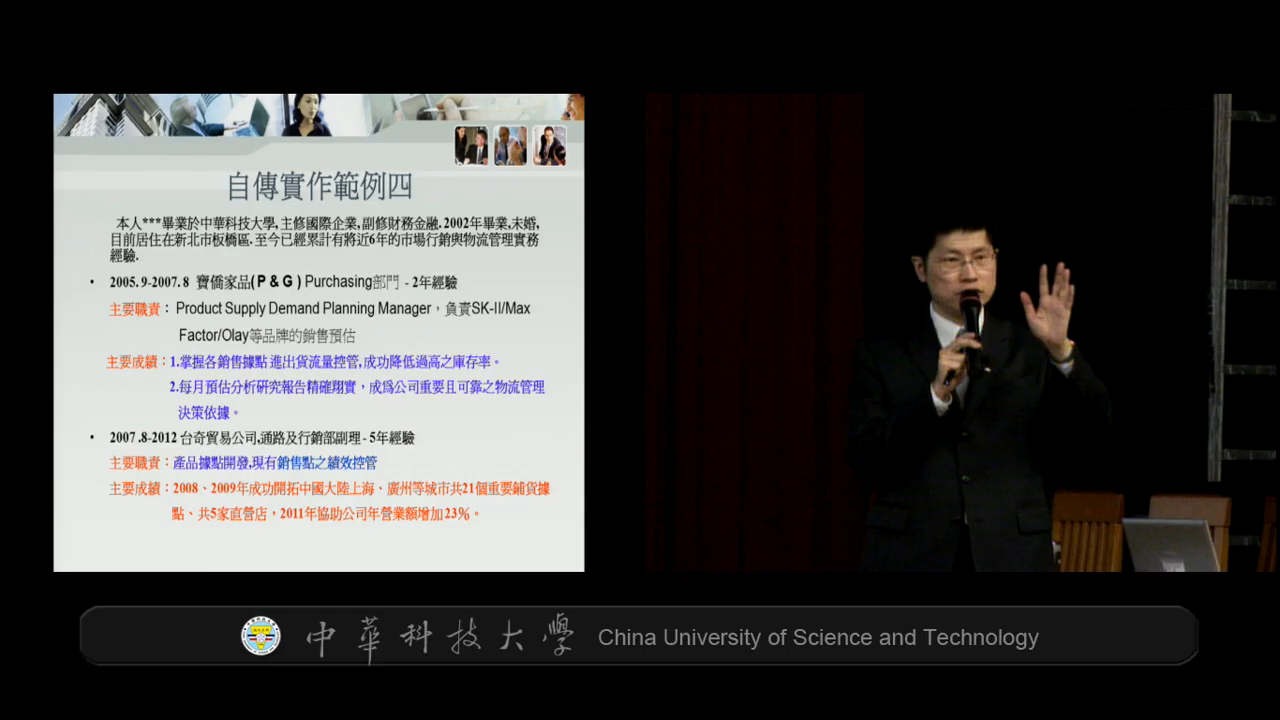 自傳實作範例四
本人***畢業於中華科技大學, 主修國際企業, 副修財務金融. 2002年畢業,未婚,
目前居住在新北市板橋區. 至今已經累計有將近6年的市場行銷與物流管理實務
經驗.
• 2005. 9-2007. 8 寶僑家品(P & G ) Purchasing部門 - 2年經驗
主要職責： Product Supply Demand Planning Manager，負責SK-II/Max
Factor/Olay等品牌的銷售預估
主要成績：1.掌握各銷售據點 進出貨流量控管, 成功降低過高之庫存率。
2.每月預估分析研究報告精確翔實，成爲公司重要且可靠之物流管理
決策依據。
• 2007 .8-2012 台奇貿易公司,通路及行銷部副理 - 5年經驗
主要職責：產品據點開發,現有銷售點之績效控管
主要成績：2008、2009年成功開拓中國大陸上海、廣州等城市共21個重要鋪貨據
點、共5家直營店，2011年協助公司年營業額增加23%。
中華科技大學 China University of Science and Technology